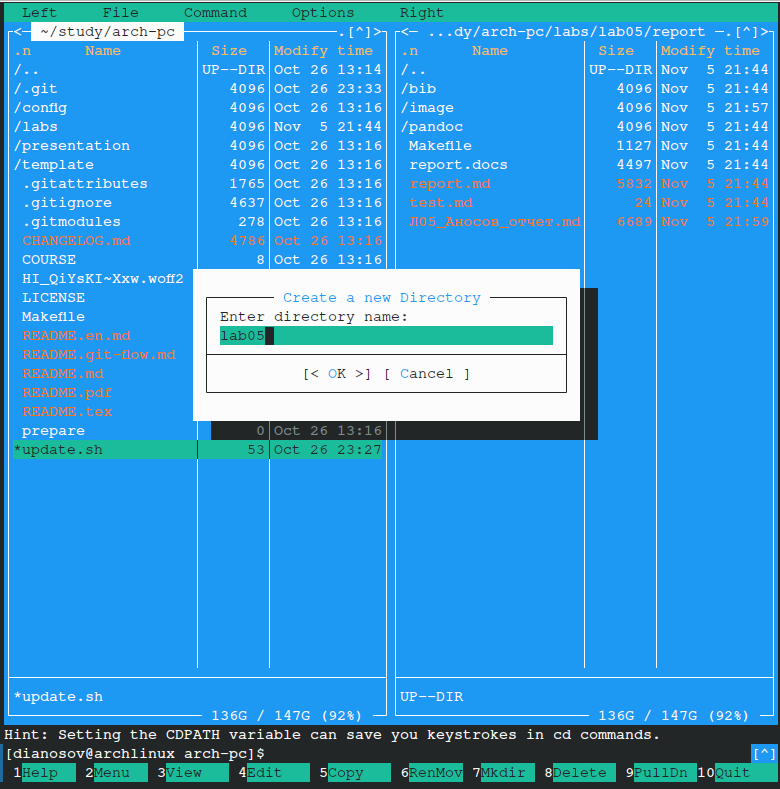 Left File Command Options Right
<─ ~/study/arch-pc ─.[^]>
.n Name Size Modify time
/.. UP--DIR Oct 26 13:14
/.git 4096 Oct 26 23:33
/config 4096 Oct 26 13:16
/labs 4096 Nov 5 21:44
/presentation 4096 Oct 26 13:16
/template 4096 Oct 26 13:16
.gitattributes 1765 Oct 26 13:16
.gitignore 4637 Oct 26 13:16
.gitmodules 278 Oct 26 13:16
CHANGELOG.md 4786 Oct 26 13:16
COURSE 8 Oct 26 13:16
HI_QiYsKI~Xxw.woff2
LICENSE
Makefile
README.en.md
README.git-flow.md
README.md
README.pdf
README.tex
prepare 0 Oct 26 13:16
*update.sh 53 Oct 26 23:27
*update.sh
136G / 147G (92%)
<─ ...dy/arch-pc/labs/lab05/report ─.[^]>
.n Name Size Modify time
/.. UP--DIR Nov 5 21:44
/bib 4096 Nov 5 21:44
/image 4096 Nov 5 21:57
/pandoc 4096 Nov 5 21:44
Makefile 1127 Nov 5 21:44
report.docs 4497 Nov 5 21:44
report.md 5832 Nov 5 21:44
test.md 24 Nov 5 21:44
Л05_Аносов_отчет.md 6689 Nov 5 21:59
UP--DIR
136G / 147G (92%)
Create a new Directory
Enter directory name:
lab05
[< OK >] [ Cancel ]
Hint: Setting the CDPATH variable can save you keystrokes in cd commands.
[dianosov@archlinux arch-pc]$ [^]
1Help 2Menu 3View 4Edit 5Copy 6RenMov 7Mkdir 8Delete 9PullDn 10Quit